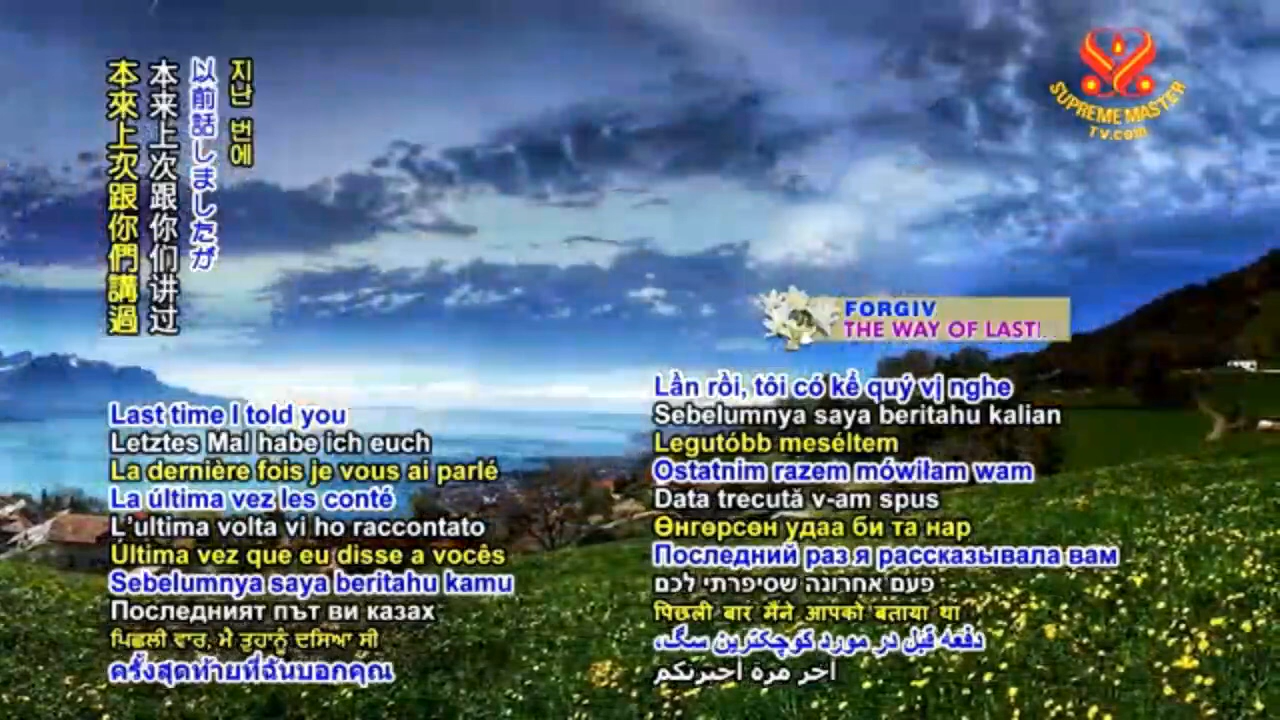 지난 번에
以前話しましたが
本来上次跟你们讲过
本來上次跟你們講過
SUPREME MASTER
TV.com
FORGIV
THE WAY OF LASTI
Last time I told you
Letztes Mal habe ich euch
La dernière fois je vous ai parlé
La última vez les conté
L'ultima volta vi ho raccontato
Última vez que eu disse a vocês
Sebelumnya saya beritahu kamu
Последният път ви казах
ਪਿਛਲੀ ਵਾਰ, ਮੈਂ ਤੁਹਾਨੂੰ ਦਸਿਆ ਸੀ
ครั้งสุดท้ายที่ฉันบอกคุณ
Lần rồi, tôi có kể quý vị nghe
Sebelumnya saya beritahu kalian
Legutóbb meséltem
Ostatnim razem mówiłam wam
Data trecută v-am spus
Өнгөрсөн удаа би та нар
Последний раз я рассказывала вам
פעם אחרונה שסיפרתי לכם
पिछली बार मैंने आपको बताया था
دفعه قبل در مورد کوچکترین سگ،
آخر مرة أخبرتكم